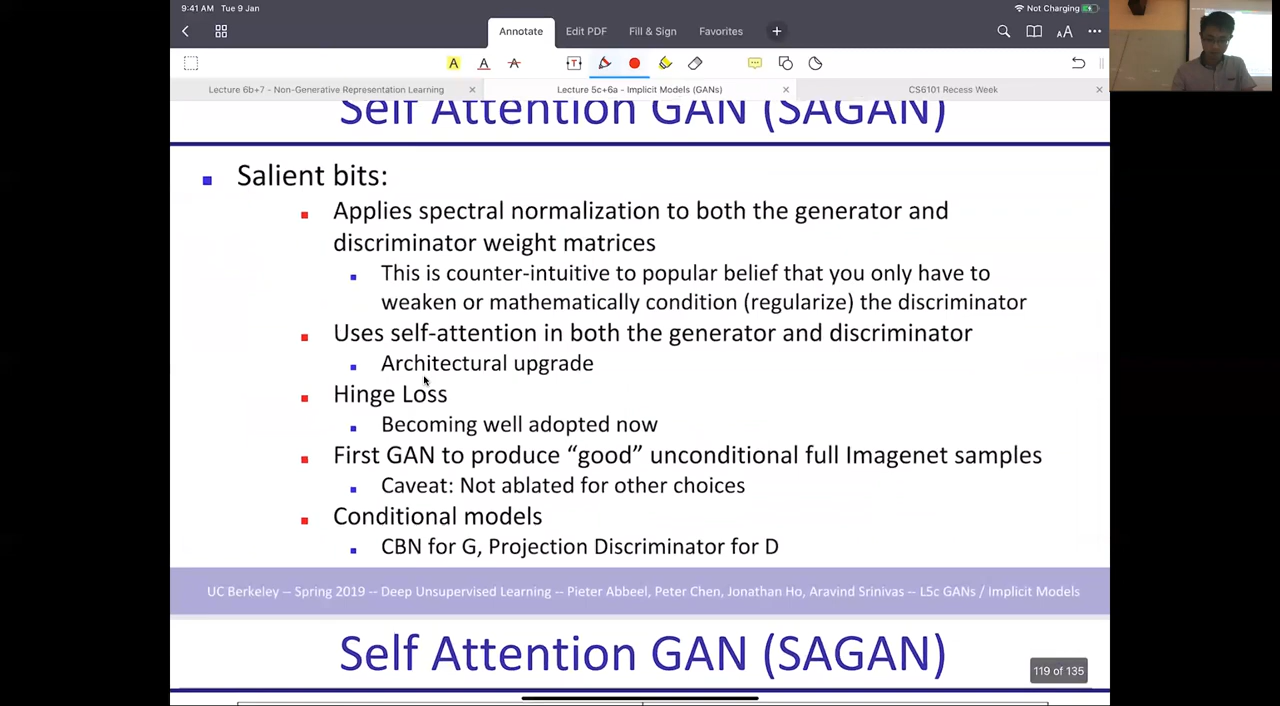 9:41 AM Tue 9 Jan
Not Charging
Annotate
Edit PDF
Fill & Sign
Favorites
Lecture 6b+7 - Non-Generative Representation Learning
Lecture 5c+6a - Implicit Models (GANs)
CS6101 Recess Week
Self Attention GAN (SAGAN)
Salient bits:
Applies spectral normalization to both the generator and
discriminator weight matrices
This is counter-intuitive to popular belief that you only have to
weaken or mathematically condition (regularize) the discriminator
Uses self-attention in both the generator and discriminator
Architectural upgrade
Hinge Loss
Becoming well adopted now
First GAN to produce “good” unconditional full Imagenet samples
Caveat: Not ablated for other choices
Conditional models
CBN for G, Projection Discriminator for D
UC Berkeley -- Spring 2019 -- Deep Unsupervised Learning -- Pieter Abbeel, Peter Chen, Jonathan Ho, Aravind Srinivas -- L5c GANs / Implicit Models
Self Attention GAN (SAGAN)
119 of 135